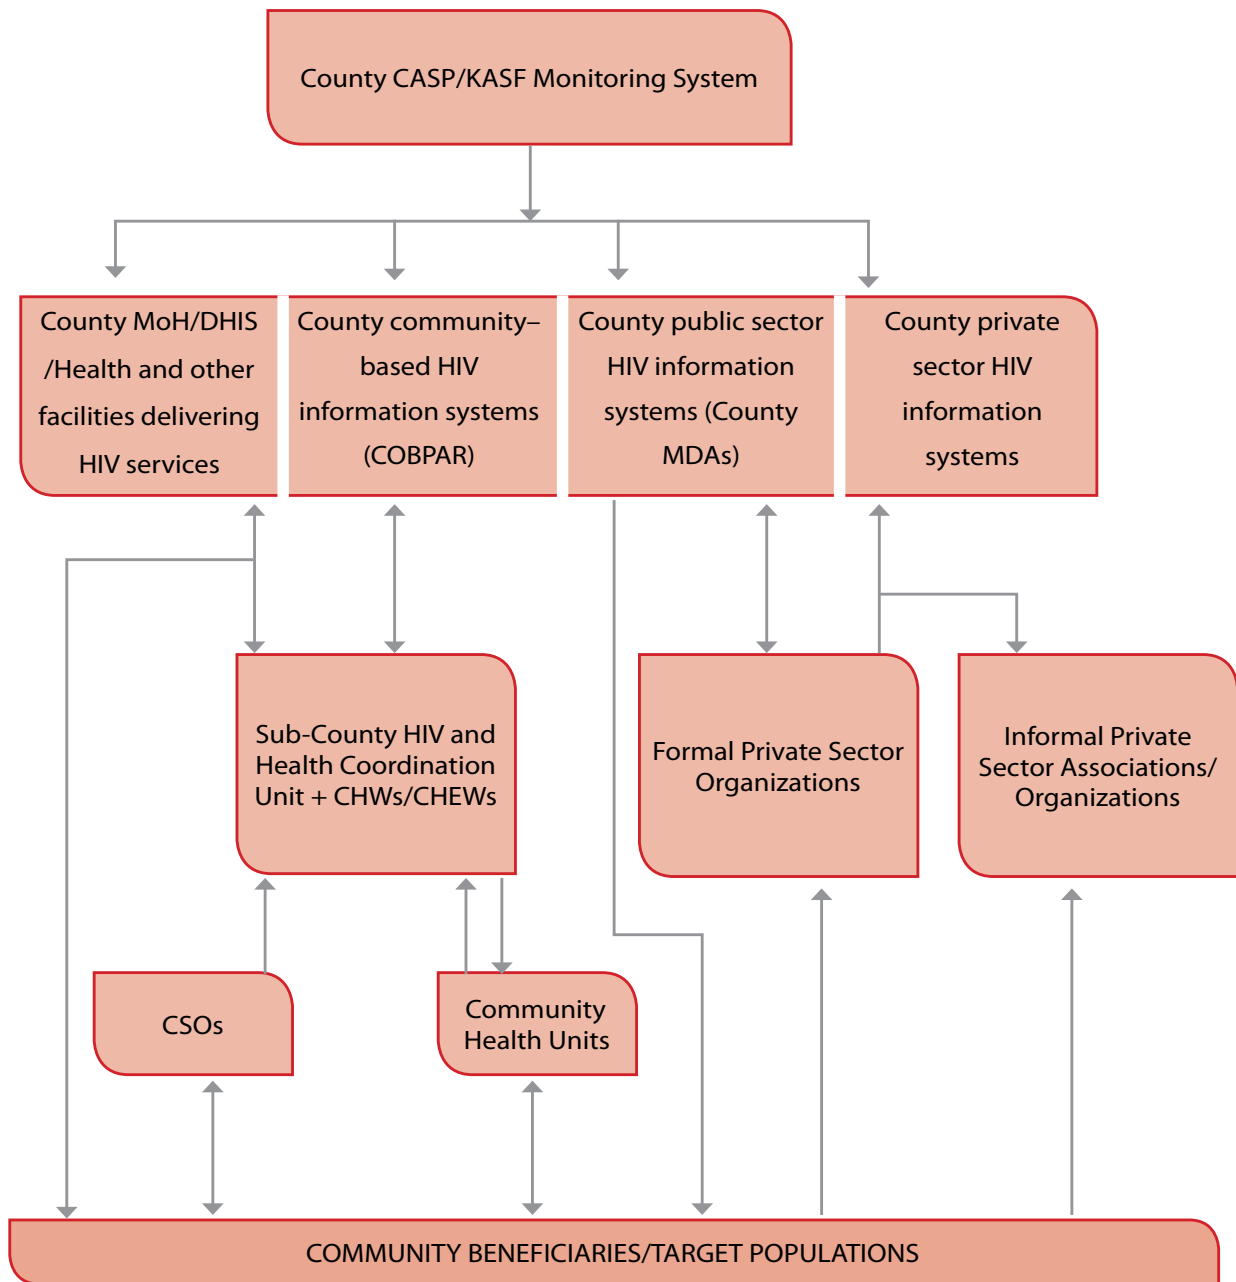 County CASP/KASF Monitoring System
County MoH/DHIS
/Health and other
facilities delivering
HIV services
County community–
based HIV
information systems
(COBPAR)
County public sector
HIV information
systems (County
MDAs)
County private
sector HIV
information
systems
Sub-County HIV and
Health Coordination
Unit + CHWs/CHEWs
Formal Private Sector
Organizations
Informal Private
Sector Associations/
Organizations
CSOs
Community
Health Units
COMMUNITY BENEFICIARIES/TARGET POPULATIONS